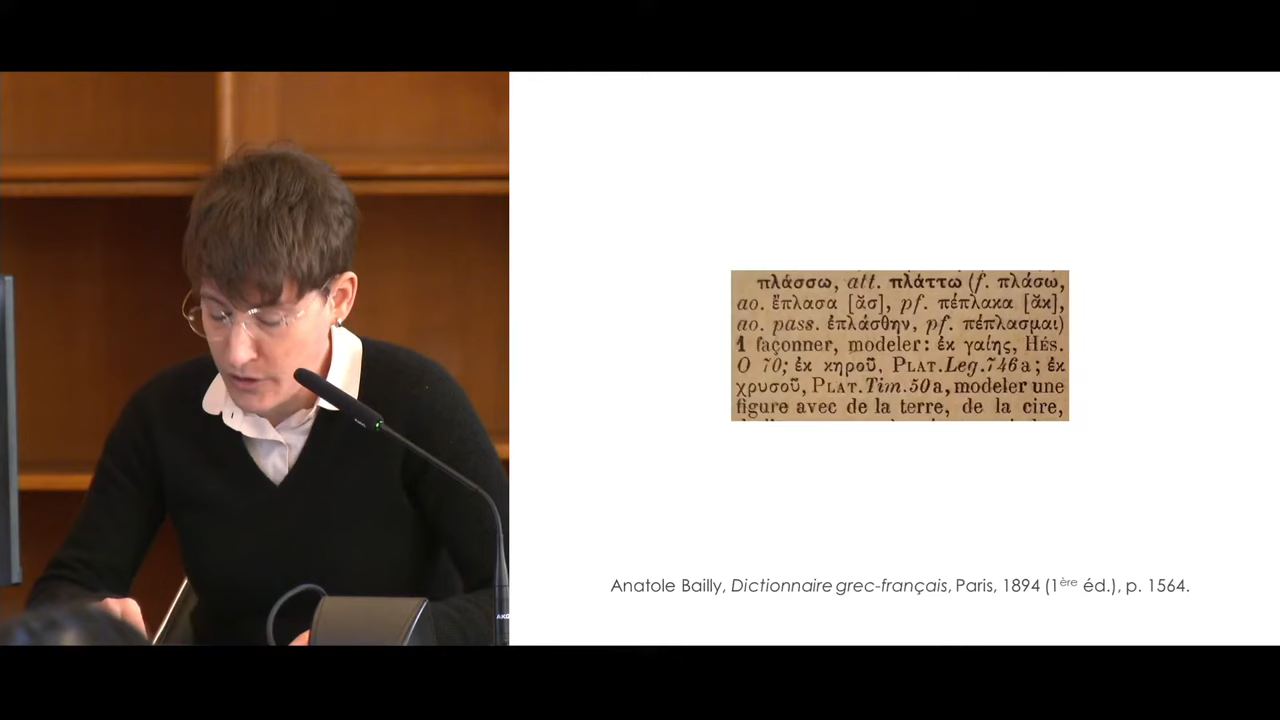 πλάσσω, att. πλάττω (f. πλάσω,
ao. ἔπλασα [ᾰσ], pf. πέπλακα [ᾰκ],
ao. pass. ἐπλάσθην, pf. πέπλασμαι)
1 façonner, modeler : ἐκ γαίης, HÉS.
O 70; ἐκ κηροῦ, PLAT. Leg. 746 a ; ἐκ
χρυσοῦ, PLAT. Tim. 50 a, modeler une
figure avec de la terre, de la cire,
Anatole Bailly, Dictionnaire grec-français, Paris, 1894 (1ère éd.), p. 1564.
AKG